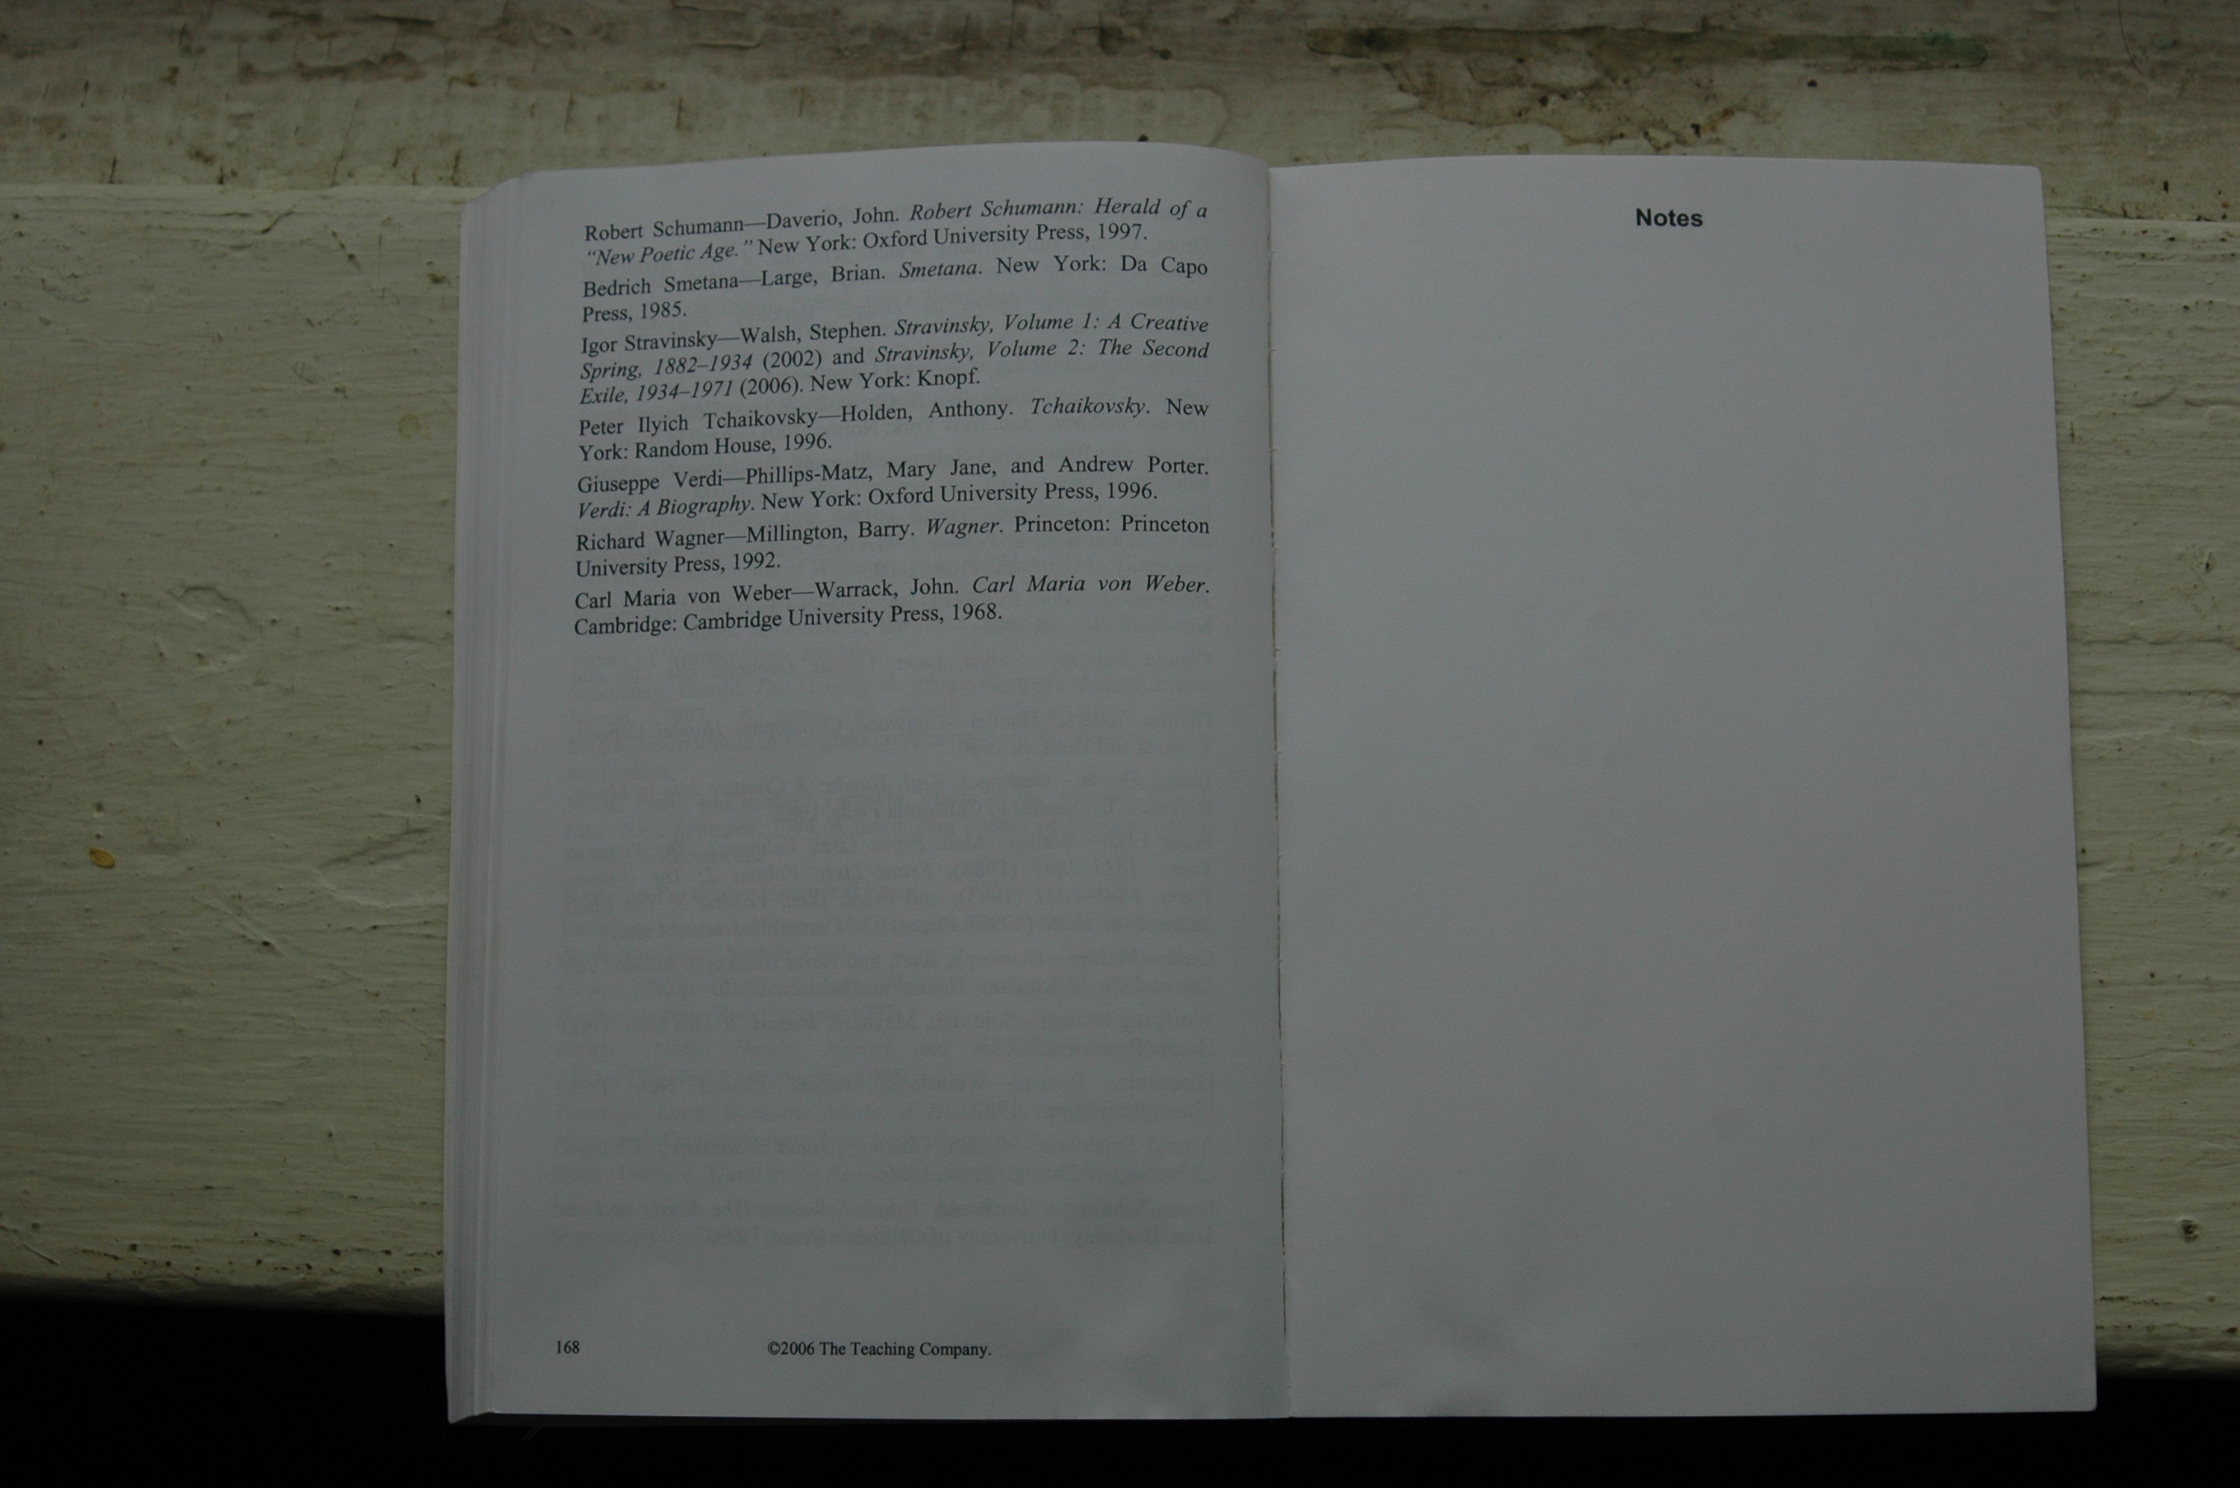 Robert Schumann—Daverio, John. Robert Schumann: Herald of a
“New Poetic Age.” New York: Oxford University Press, 1997.
Bedrich Smetana—Large, Brian. Smetana. New York: Da Capo
Press, 1985.
Igor Stravinsky—Walsh, Stephen. Stravinsky, Volume 1: A Creative
Spring, 1882–1934 (2002) and Stravinsky, Volume 2: The Second
Exile, 1934–1971 (2006). New York: Knopf.
Peter Ilyich Tchaikovsky—Holden, Anthony. Tchaikovsky. New
York: Random House, 1996.
Giuseppe Verdi—Phillips-Matz, Mary Jane, and Andrew Porter.
Verdi: A Biography. New York: Oxford University Press, 1996.
Richard Wagner—Millington, Barry. Wagner. Princeton: Princeton
University Press, 1992.
Carl Maria von Weber—Warrack, John. Carl Maria von Weber.
Cambridge: Cambridge University Press, 1968.
168
©2006 The Teaching Company.
Notes